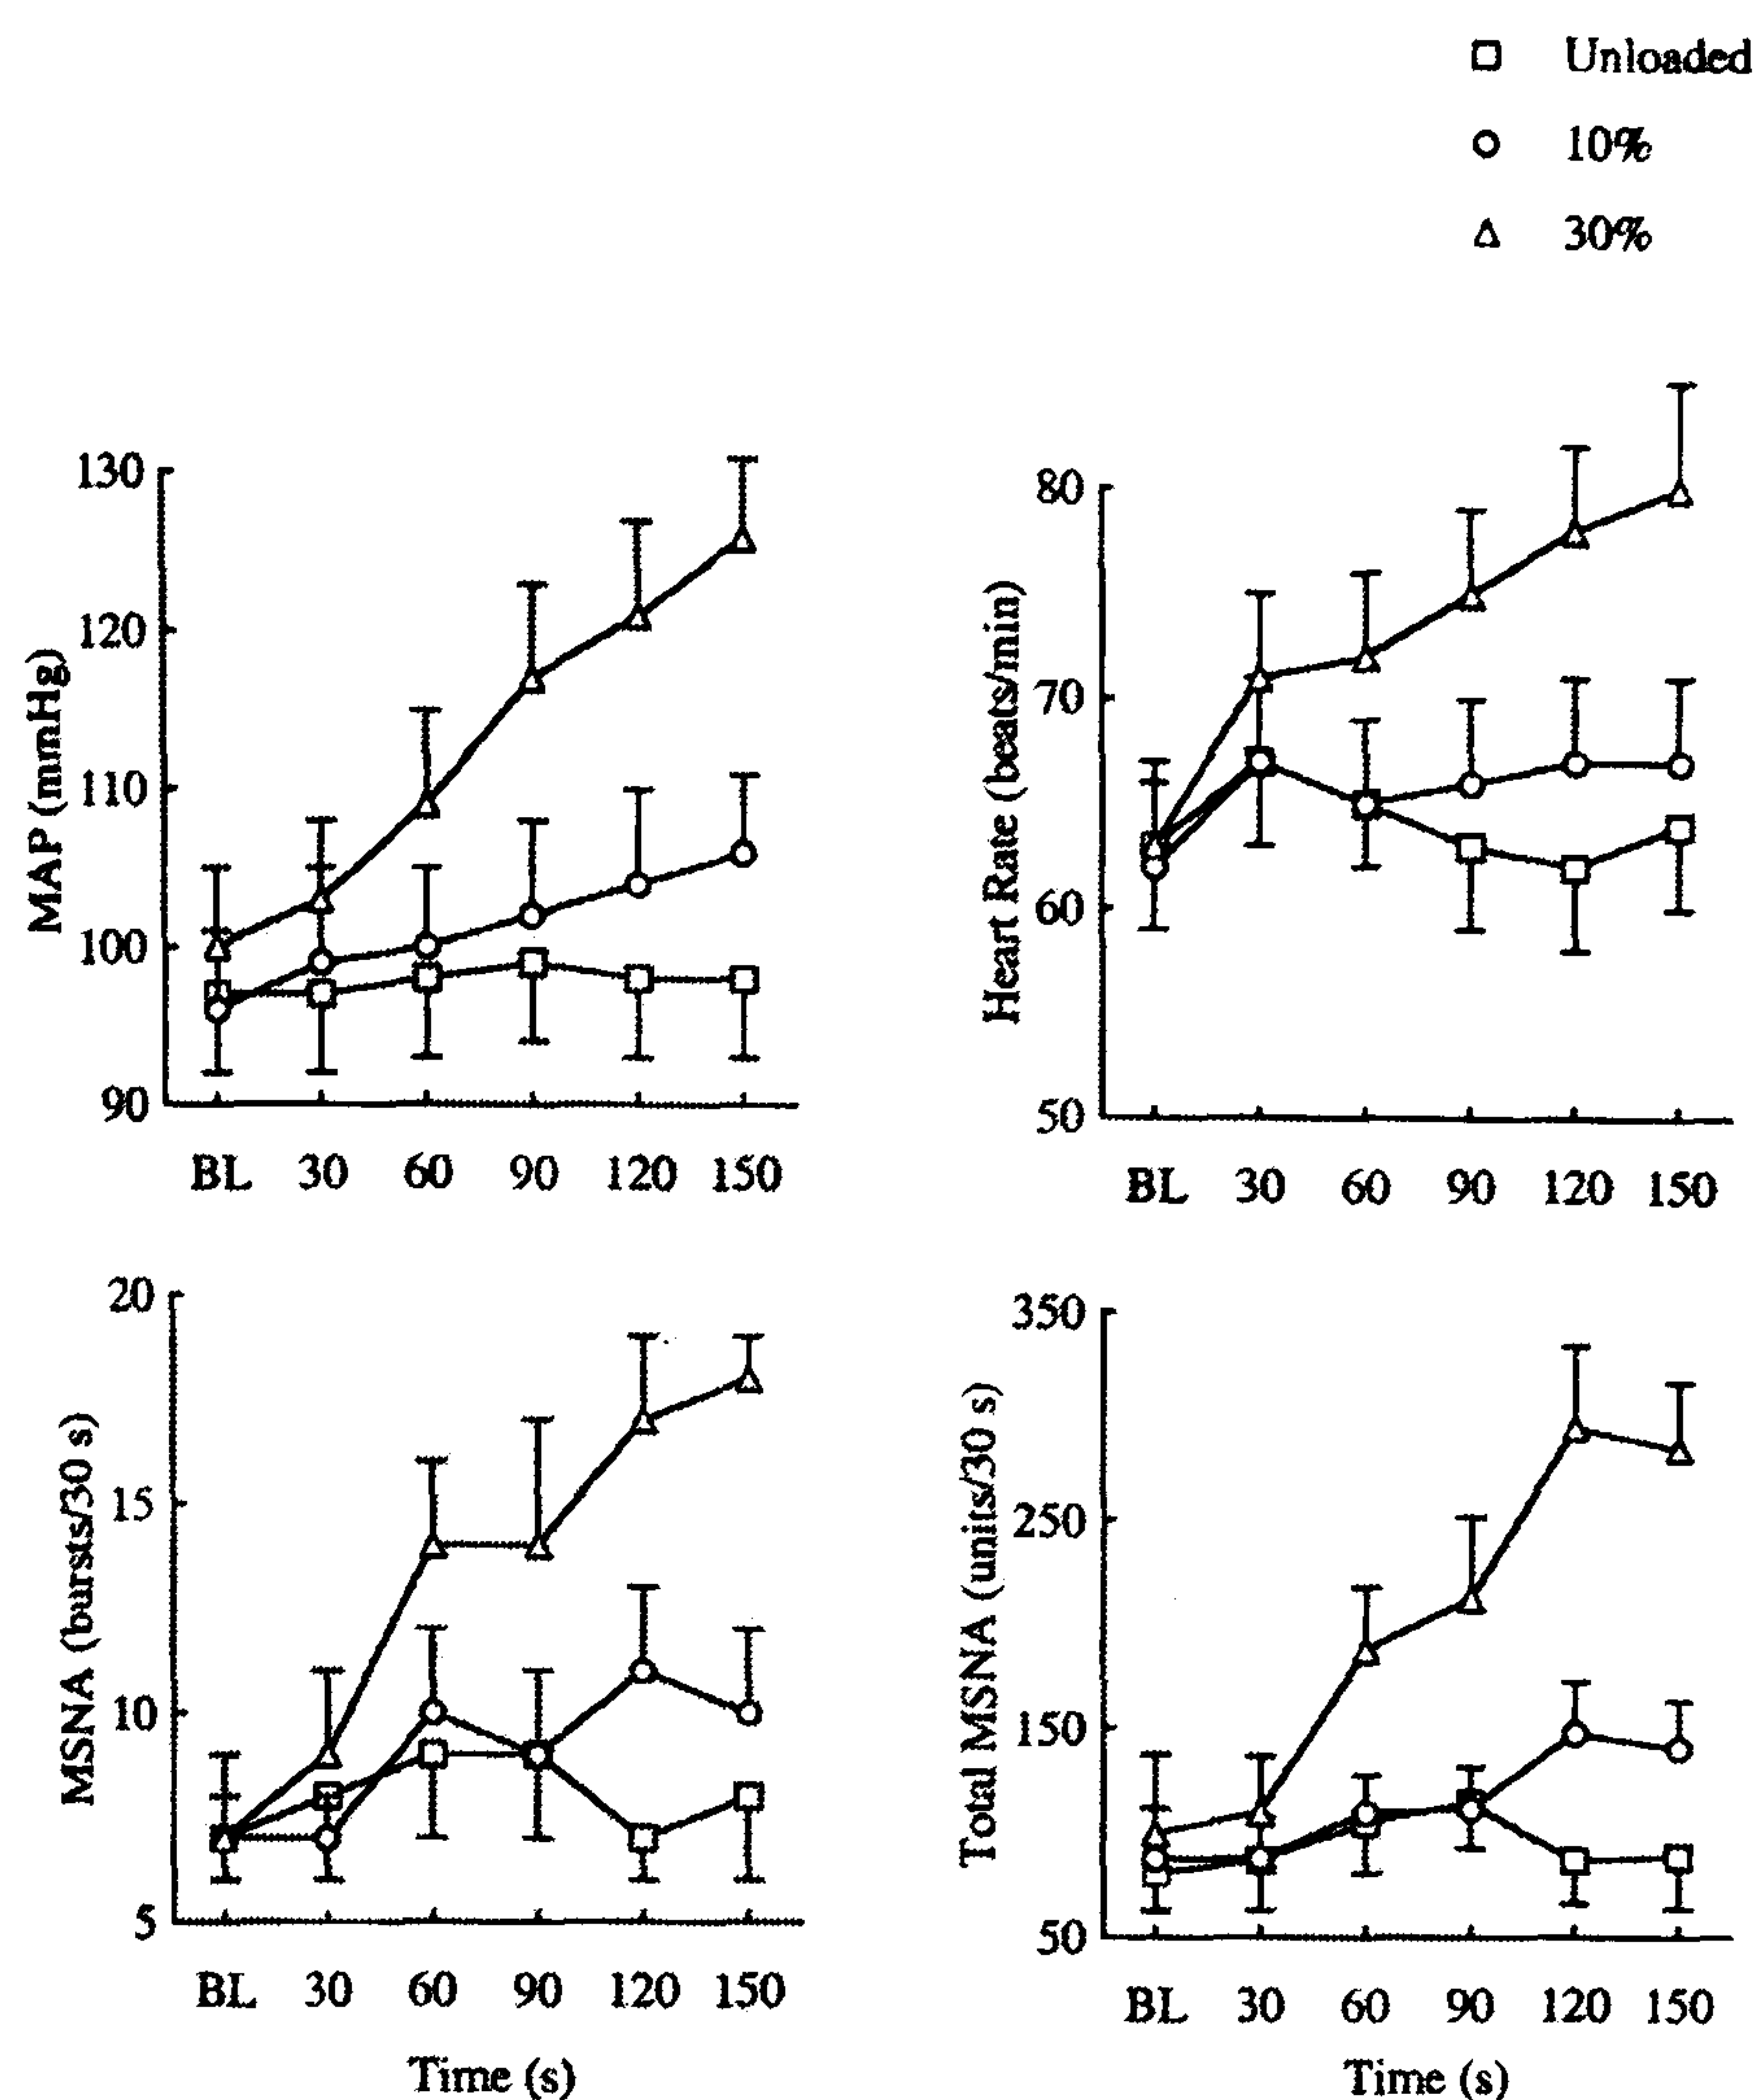 Unloaded
10%
30%
MAP (mmHg)
130
120
110
100
90
BL 30 60 90 120 150
Heart Rate (beats/min)
80
70
60
50
BL 30 60 90 120 150
MSNA (bursts/30 s)
20
15
10
5
BL 30 60 90 120 150
Time (s)
Total MSNA (units/30 s)
350
250
150
50
BL 30 60 90 120 150
Time (s)